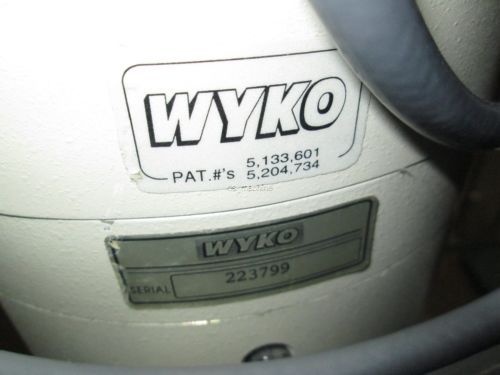 WYKO
PAT.#'s 5,133,601
5,204,734
WYKO
SERIAL 223799